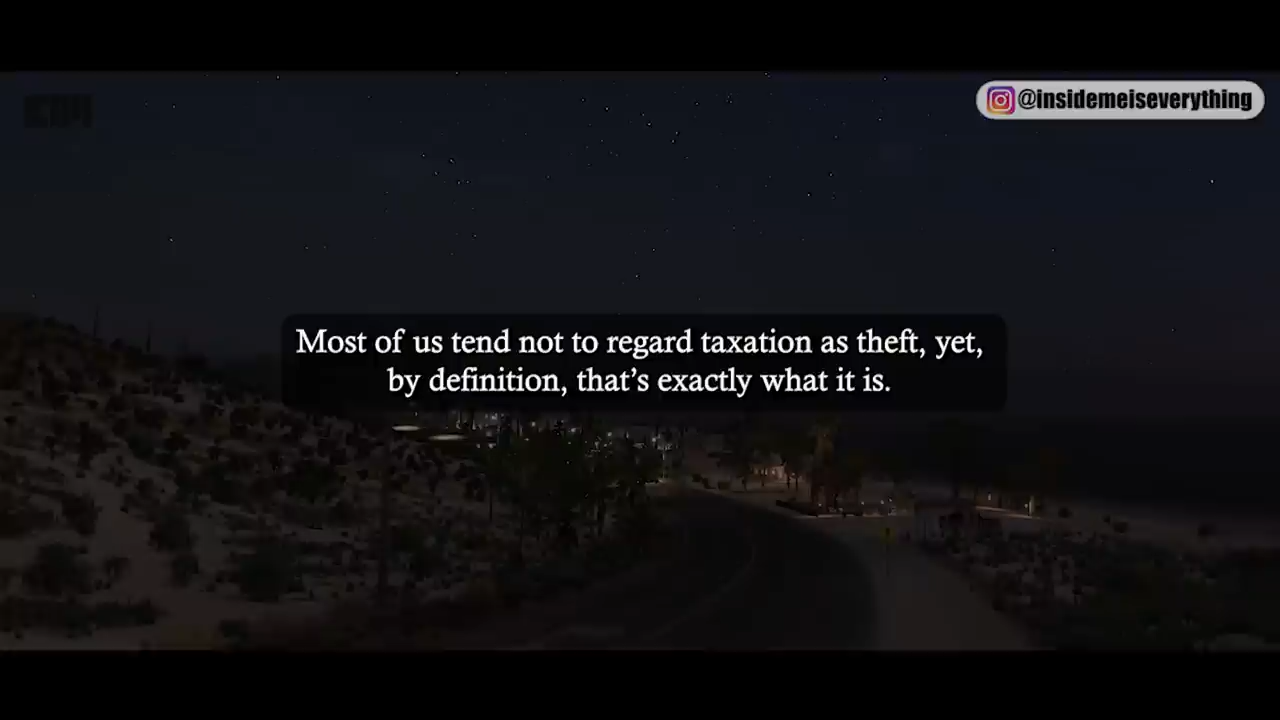 @insidemeiseverything
Most of us tend not to regard taxation as theft, yet,
by definition, that's exactly what it is.